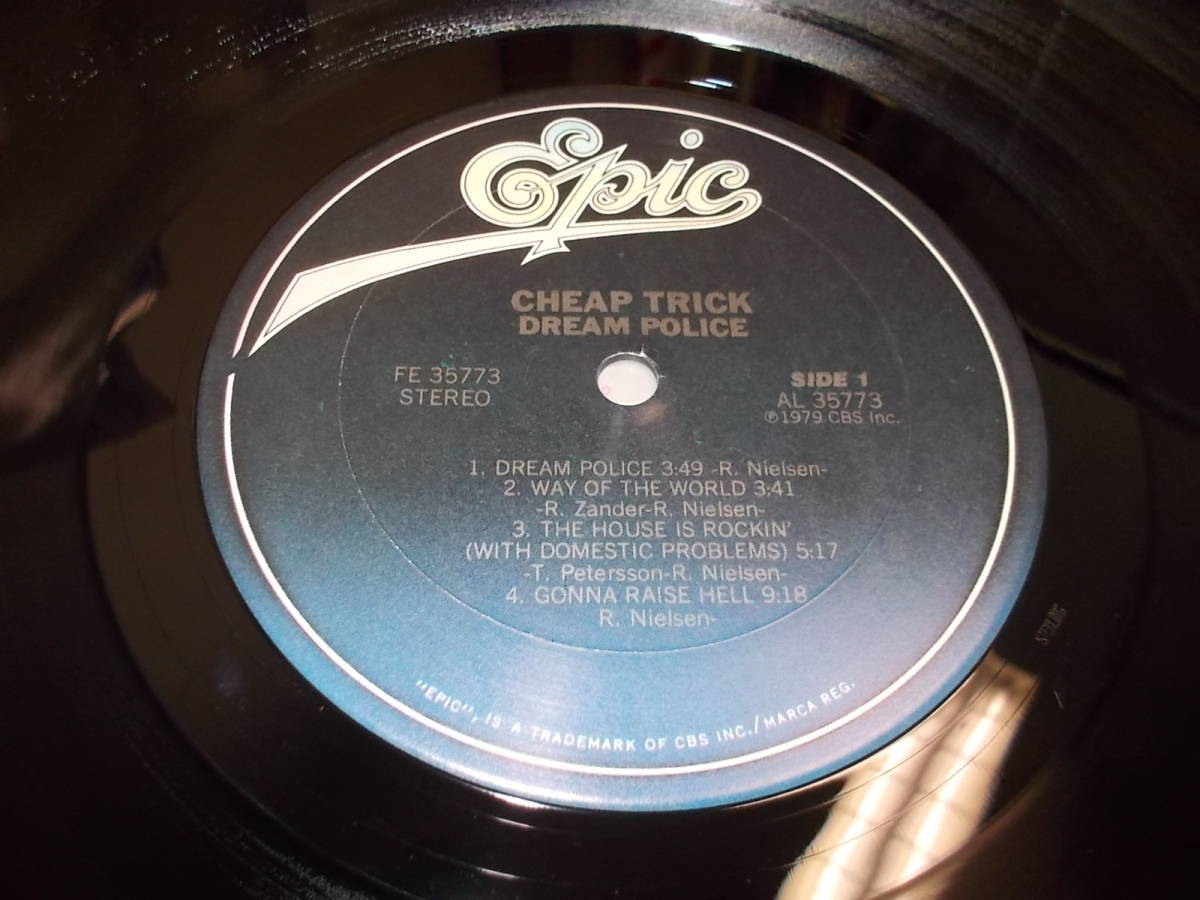 Epic
CHEAP TRICK
DREAM POLICE
FE 35773
STEREO
SIDE 1
AL 35773
℗1979 CBS Inc.
1. DREAM POLICE 3:49 -R. Nielsen-
2. WAY OF THE WORLD 3:41
-R. Zander-R. Nielsen-
3. THE HOUSE IS ROCKIN'
(WITH DOMESTIC PROBLEMS) 5:17
-T. Petersson-R. Nielsen-
4. GONNA RAISE HELL 9:18
R. Nielsen-
"EPIC", IS A TRADEMARK OF CBS INC./MARCA REG.
STERLING